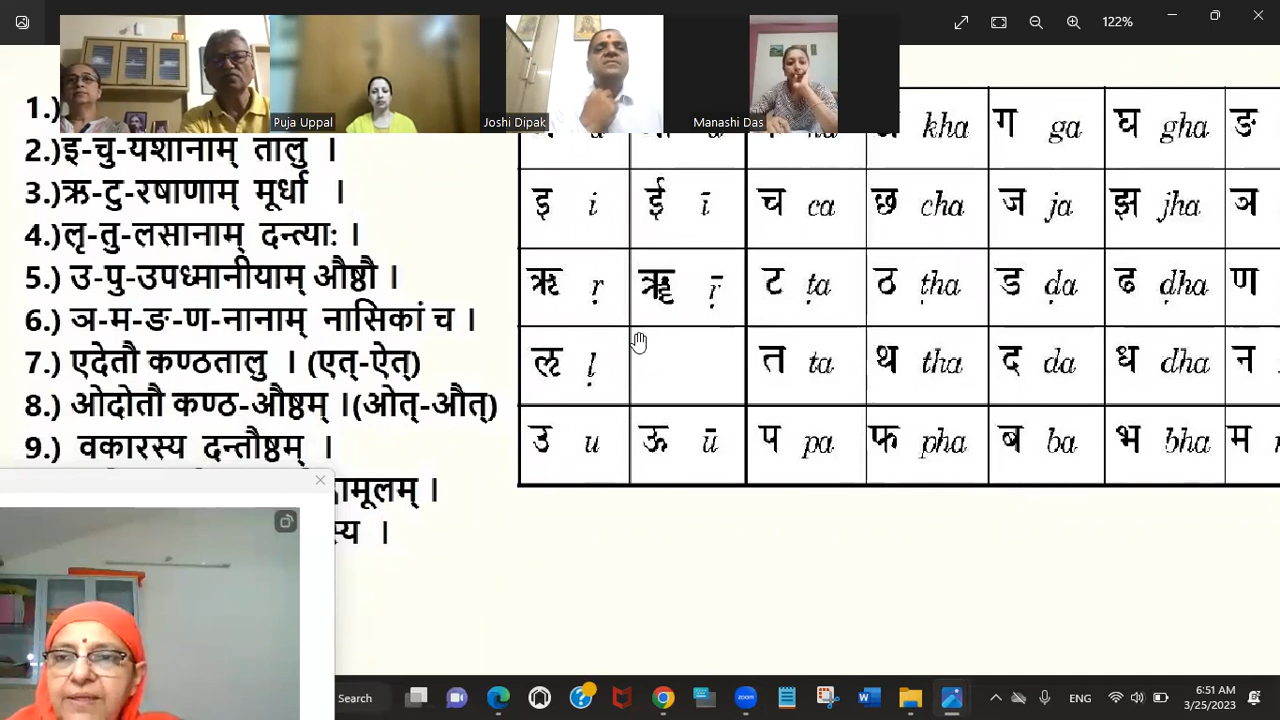 122%
Puja Uppal
Joshi Dipak
Manashi Das
1.)
2.)इ-चु-यशानाम् तालु ।
3.)ऋ-टु-रषाणाम् मूर्धा ।
4.)लृ-तु-लसानाम् दन्त्याः ।
5.) उ-पु-उपध्मानीयाम् औष्ठौ ।
6.) ञ-म-ङ-ण-नानाम् नासिकां च ।
7.) एदेतौ कण्ठतालु । (एत्-ऐत्)
8.) ओदोतौ कण्ठ-औष्ठम् ।(ओत्-औत्)
9.) वकारस्य दन्तौष्ठम् ।
kha ग ga घ gha ङ
इ i ई ī च ca छ cha ज ja झ jha ञ
ऋ ṛ ॠ ṝ ट ṭa ठ ṭha ड ḍa ढ ḍha ण
ऌ ḷ त ta थ tha द da ध dha न
उ u ऊ ū प pa फ pha ब ba भ bha म
Search
zoom
ENG
6:51 AM
3/25/2023